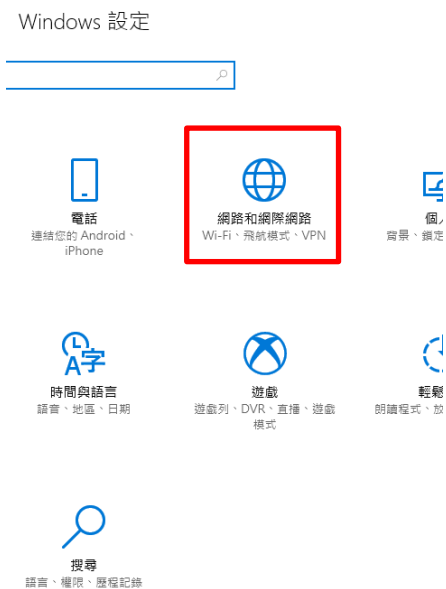 Windows 設定
電話
連結您的 Android、
iPhone
網路和網際網路
Wi-Fi、飛航模式、VPN
個
背景、鎖定
時間與語言
語音、地區、日期
遊戲
遊戲列、DVR、直播、遊戲
模式
輕鬆
朗讀程式、放
搜尋
語言、權限、歷程記錄